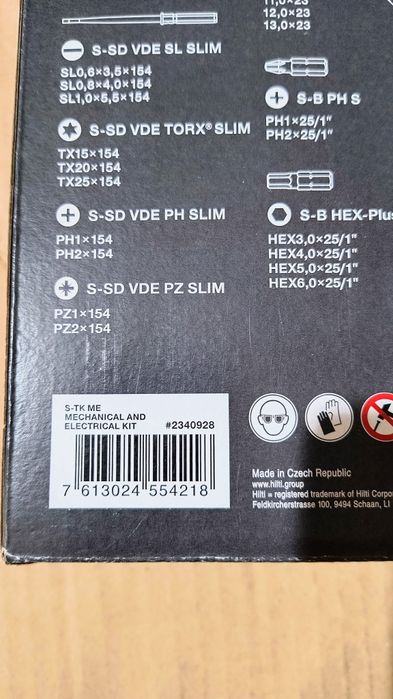 12,0×23
13,0×23
S-SD VDE SL SLIM
SL0,6×3,5×154
SL0,8×4,0×154
SL1,0×5,5×154
S-SD VDE TORX® SLIM
TX15×154
TX20×154
TX25×154
S-SD VDE PH SLIM
PH1×154
PH2×154
S-SD VDE PZ SLIM
PZ1×154
PZ2×154
S-B PH S
PH1×25/1"
PH2×25/1"
S-B HEX-Plus
HEX3,0×25/1"
HEX4,0×25/1"
HEX5,0×25/1"
HEX6,0×25/1"
S-TK ME
MECHANICAL AND
ELECTRICAL KIT #2340928
7 613024 554218
Made in Czech Republic
www.hilti.group
Hilti = registered trademark of Hilti
Feldkircherstrasse 100, 9494 Schaan, LI